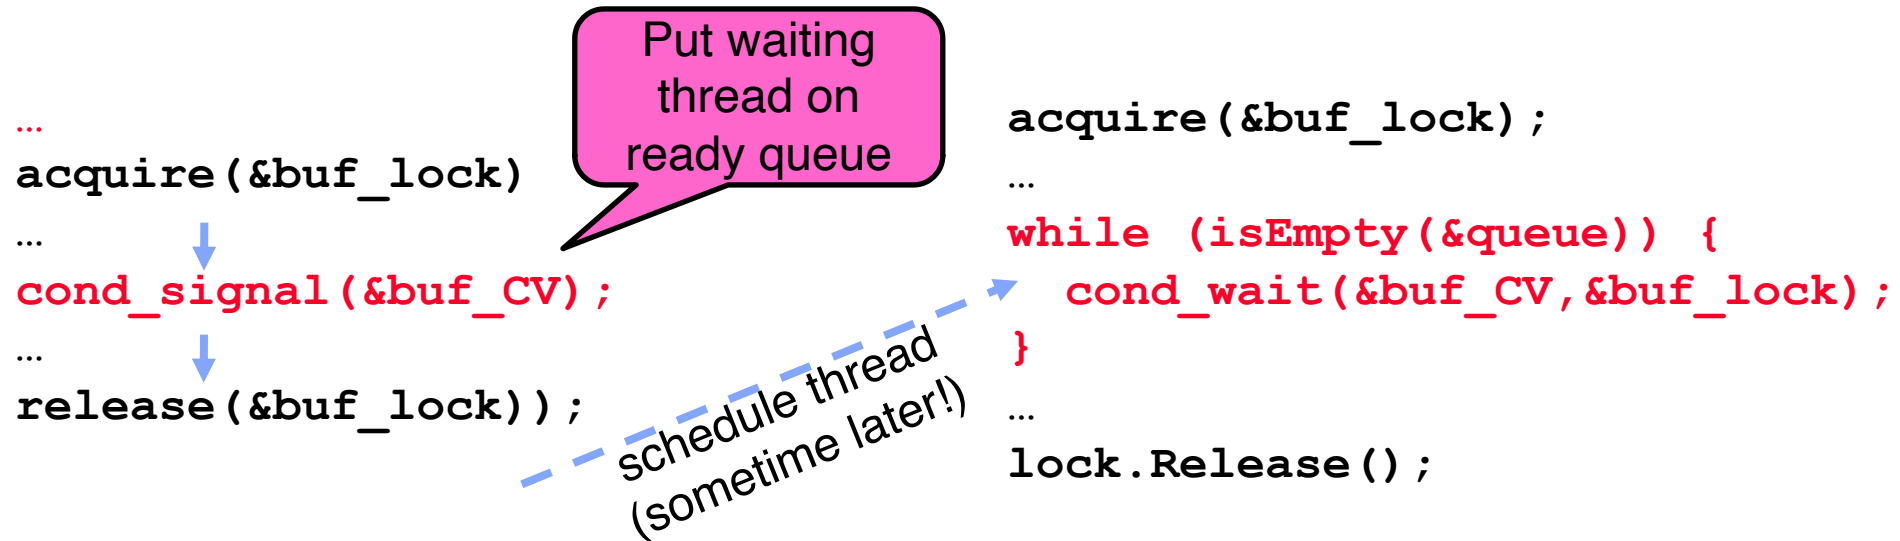 …
acquire(&buf_lock)
…
cond_signal(&buf_CV);
…
release(&buf_lock));
Put waiting
thread on
ready queue
schedule thread
(sometime later!)
acquire(&buf_lock);
…
while (isEmpty(&queue)) {
cond_wait(&buf_CV,&buf_lock);
}
…
lock.Release();